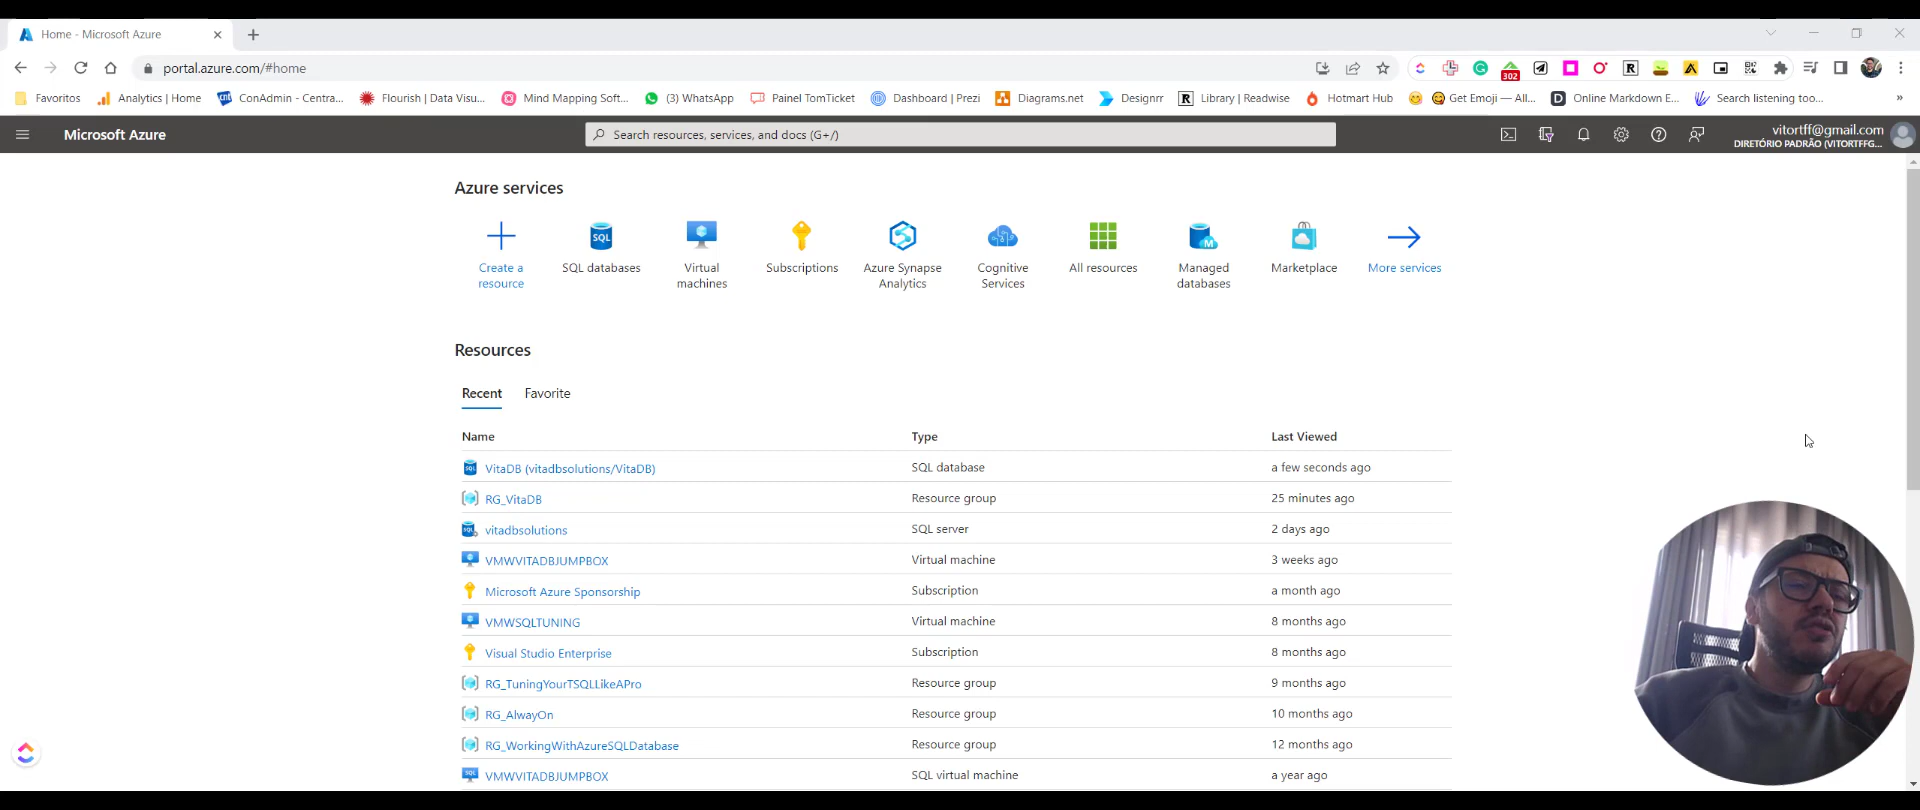 Home - Microsoft Azure
portal.azure.com/#home
302
Favoritos Analytics | Home ConAdmin - Centra... Flourish | Data Visu... Mind Mapping Soft... (3) WhatsApp Painel TomTicket Dashboard | Prezi Diagrams.net Designrr Library | Readwise Hotmart Hub Get Emoji — All... Online Markdown E... Search listening too... »
Microsoft Azure
Search resources, services, and docs (G+/)
vitortff@gmail.com
DIRETÓRIO PADRÃO (VITORTFFG...
Azure services
Create a resource
SQL databases
Virtual machines
Subscriptions
Azure Synapse Analytics
Cognitive Services
All resources
Managed databases
Marketplace
More services
Resources
Recent Favorite
Name Type Last Viewed
VitaDB (vitadbsolutions/VitaDB) SQL database a few seconds ago
RG_VitaDB Resource group 25 minutes ago
vitadbsolutions SQL server 2 days ago
VMWVITADBJUMPBOX Virtual machine 3 weeks ago
Microsoft Azure Sponsorship Subscription a month ago
VMWSQLTUNING Virtual machine 8 months ago
Visual Studio Enterprise Subscription 8 months ago
RG_TuningYourTSQLLikeAPro Resource group 9 months ago
RG_AlwayOn Resource group 10 months ago
RG_WorkingWithAzureSQLDatabase Resource group 12 months ago
VMWVITADBJUMPBOX SQL virtual machine a year ago